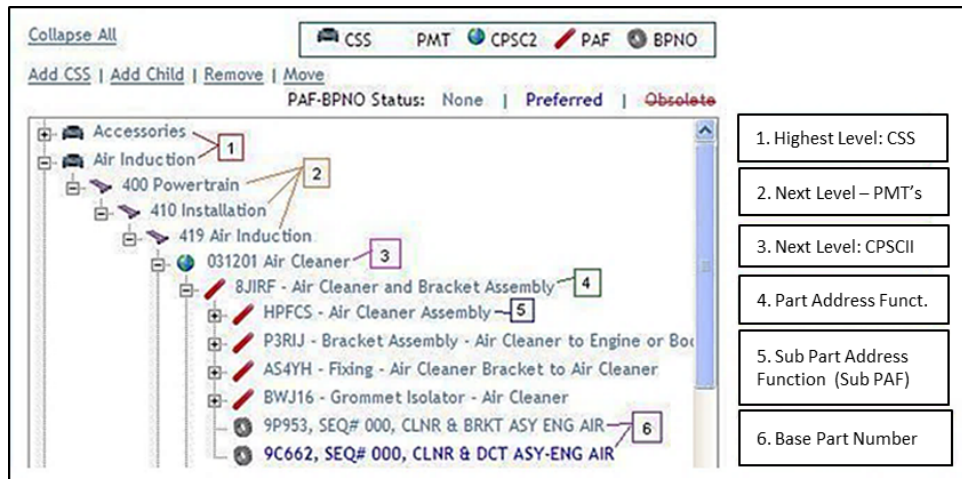 Collapse All
CSS PMT CPSC2 PAF BPNO
Add CSS | Add Child | Remove | Move
PAF-BPNO Status: None | Preferred | Obsolete
Accessories
1
Air Induction
400 Powertrain
2
410 Installation
419 Air Induction
031201 Air Cleaner
3
8JIRF - Air Cleaner and Bracket Assembly
4
HPFCS - Air Cleaner Assembly
5
P3RIJ - Bracket Assembly - Air Cleaner to Engine or Bo
AS4YH - Fixing - Air Cleaner Bracket to Air Cleaner
BWJ16 - Grommet Isolator - Air Cleaner
9P953, SEQ# 000, CLNR & BRKT ASY ENG AIR
6
9C662, SEQ# 000, CLNR & DCT ASY-ENG AIR
1. Highest Level: CSS
2. Next Level – PMT's
3. Next Level: CPSCII
4. Part Address Funct.
5. Sub Part Address
Function (Sub PAF)
6. Base Part Number